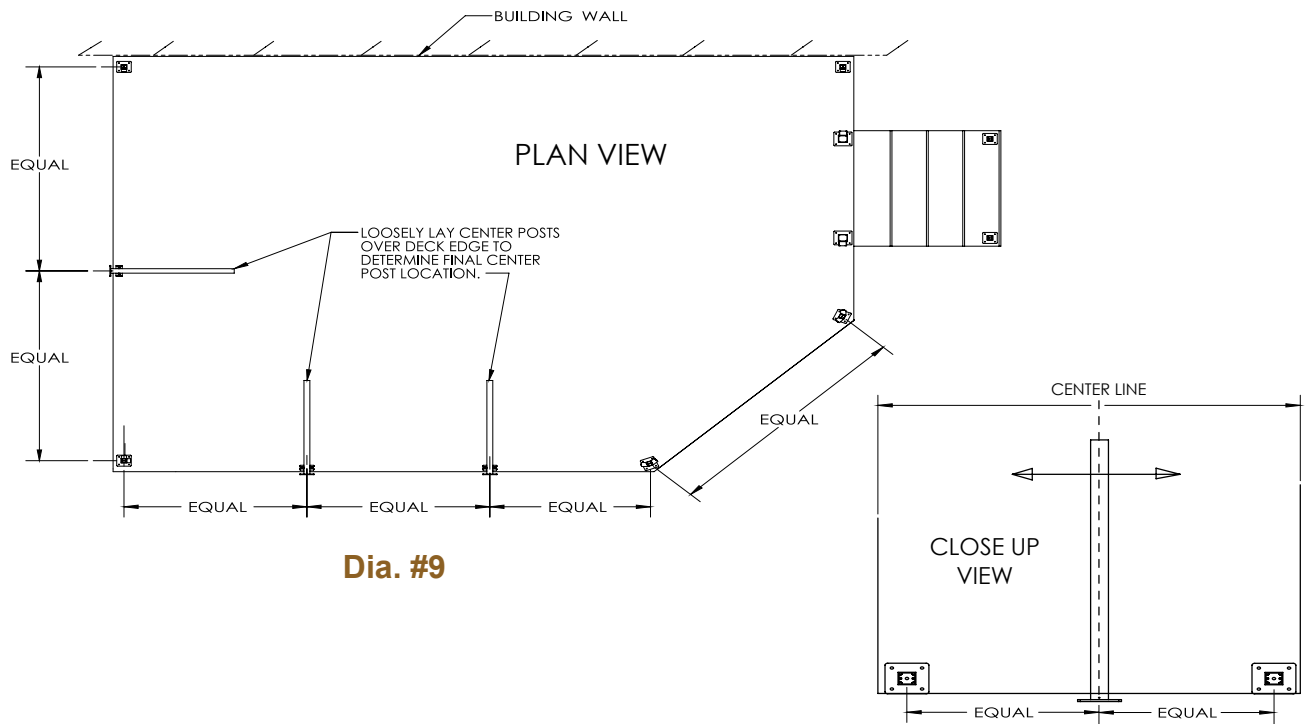 BUILDING WALL
EQUAL
PLAN VIEW
LOOSELY LAY CENTER POSTS
OVER DECK EDGE TO
DETERMINE FINAL CENTER
POST LOCATION.
EQUAL
EQUAL
EQUAL
EQUAL
EQUAL
Dia. #9
CENTER LINE
CLOSE UP
VIEW
EQUAL
EQUAL